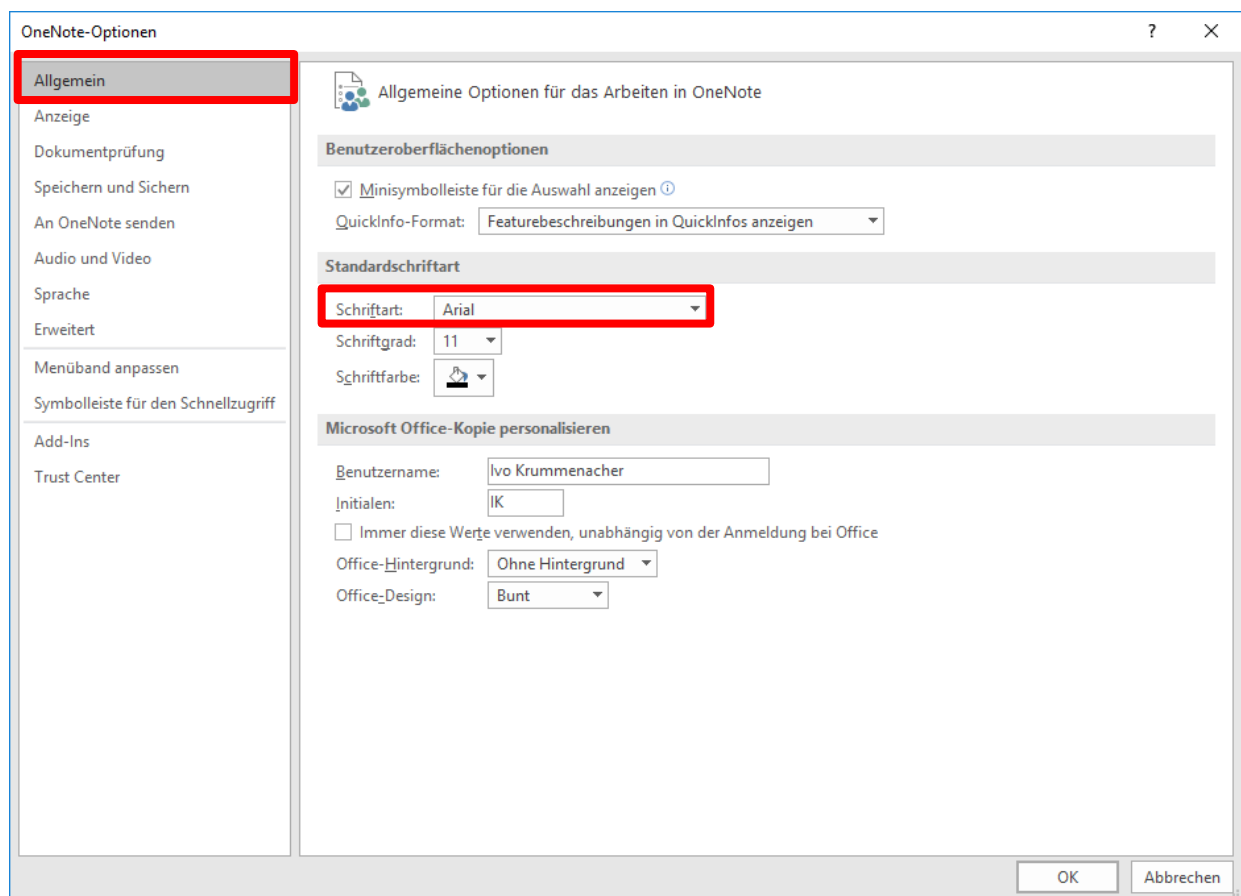 OneNote-Optionen
?
Allgemein
Anzeige
Dokumentprüfung
Speichern und Sichern
An OneNote senden
Audio und Video
Sprache
Erweitert
Menüband anpassen
Symbolleiste für den Schnellzugriff
Add-Ins
Trust Center
Allgemeine Optionen für das Arbeiten in OneNote
Benutzeroberflächenoptionen
Minisymbolleiste für die Auswahl anzeigen
QuickInfo-Format: Featurebeschreibungen in QuickInfos anzeigen
Standardschriftart
Schriftart: Arial
Schriftgrad: 11
Schriftfarbe:
Microsoft Office-Kopie personalisieren
Benutzername: Ivo Krummenacher
Initialen: IK
Immer diese Werte verwenden, unabhängig von der Anmeldung bei Office
Office-Hintergrund: Ohne Hintergrund
Office-Design: Bunt
OK Abbrechen